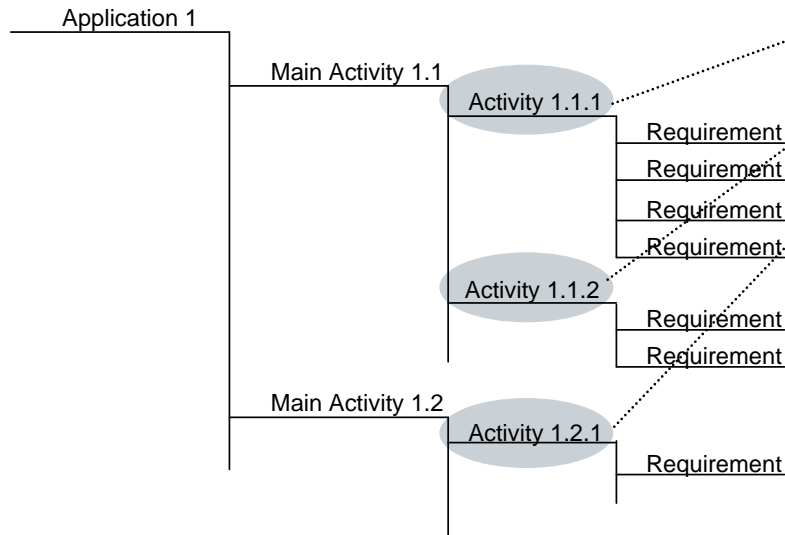 Application 1
Main Activity 1.1
Activity 1.1.1
Requirement
Requirement
Requirement
Requirement
Activity 1.1.2
Requirement
Requirement
Main Activity 1.2
Activity 1.2.1
Requirement